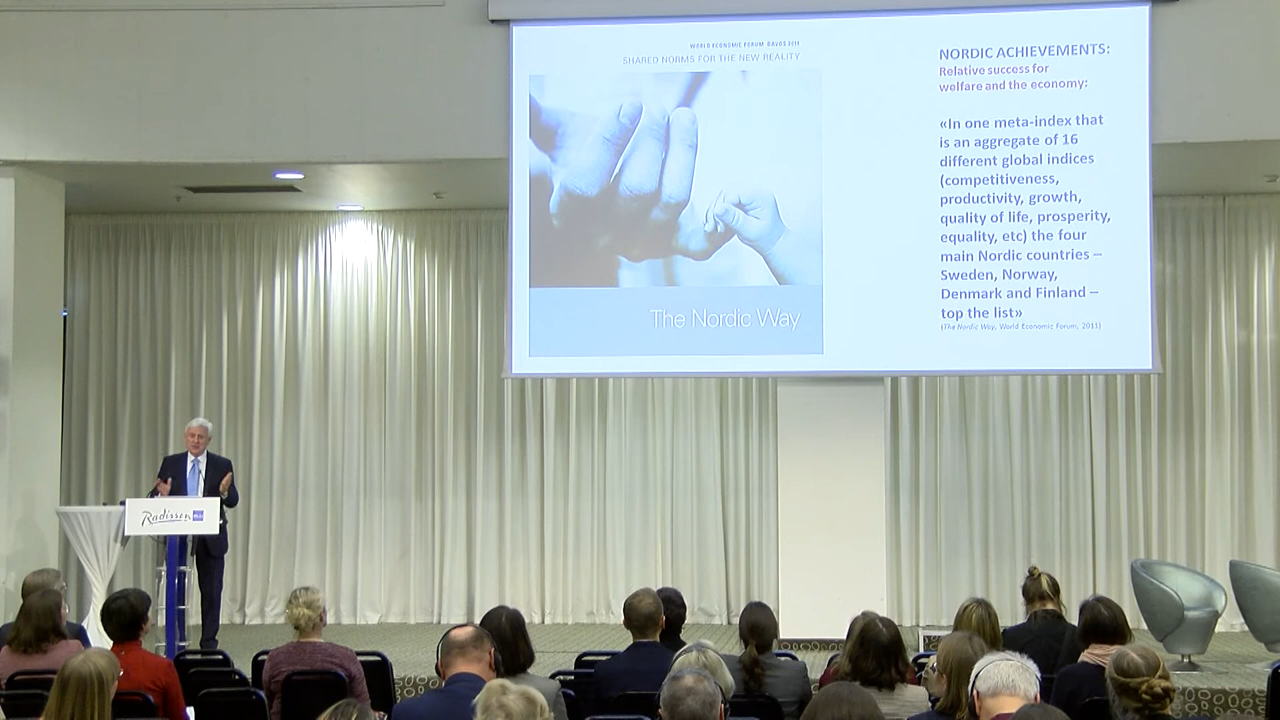 WORLD ECONOMIC FORUM DAVOS 2011
SHARED NORMS FOR THE NEW REALITY
The Nordic Way
NORDIC ACHIEVEMENTS:
Relative success for
welfare and the economy:
«In one meta-index that
is an aggregate of 16
different global indices
(competitiveness,
productivity, growth,
quality of life, prosperity,
equality, etc) the four
main Nordic countries –
Sweden, Norway,
Denmark and Finland –
top the list»
(The Nordic Way, World Economic Forum, 2011)
Radisson